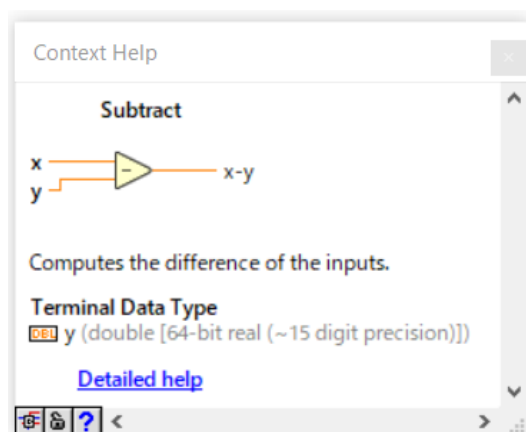 Context Help
Subtract
x
y
x-y
Computes the difference of the inputs.
Terminal Data Type
DBL y (double [64-bit real (~15 digit precision)])
Detailed help
?